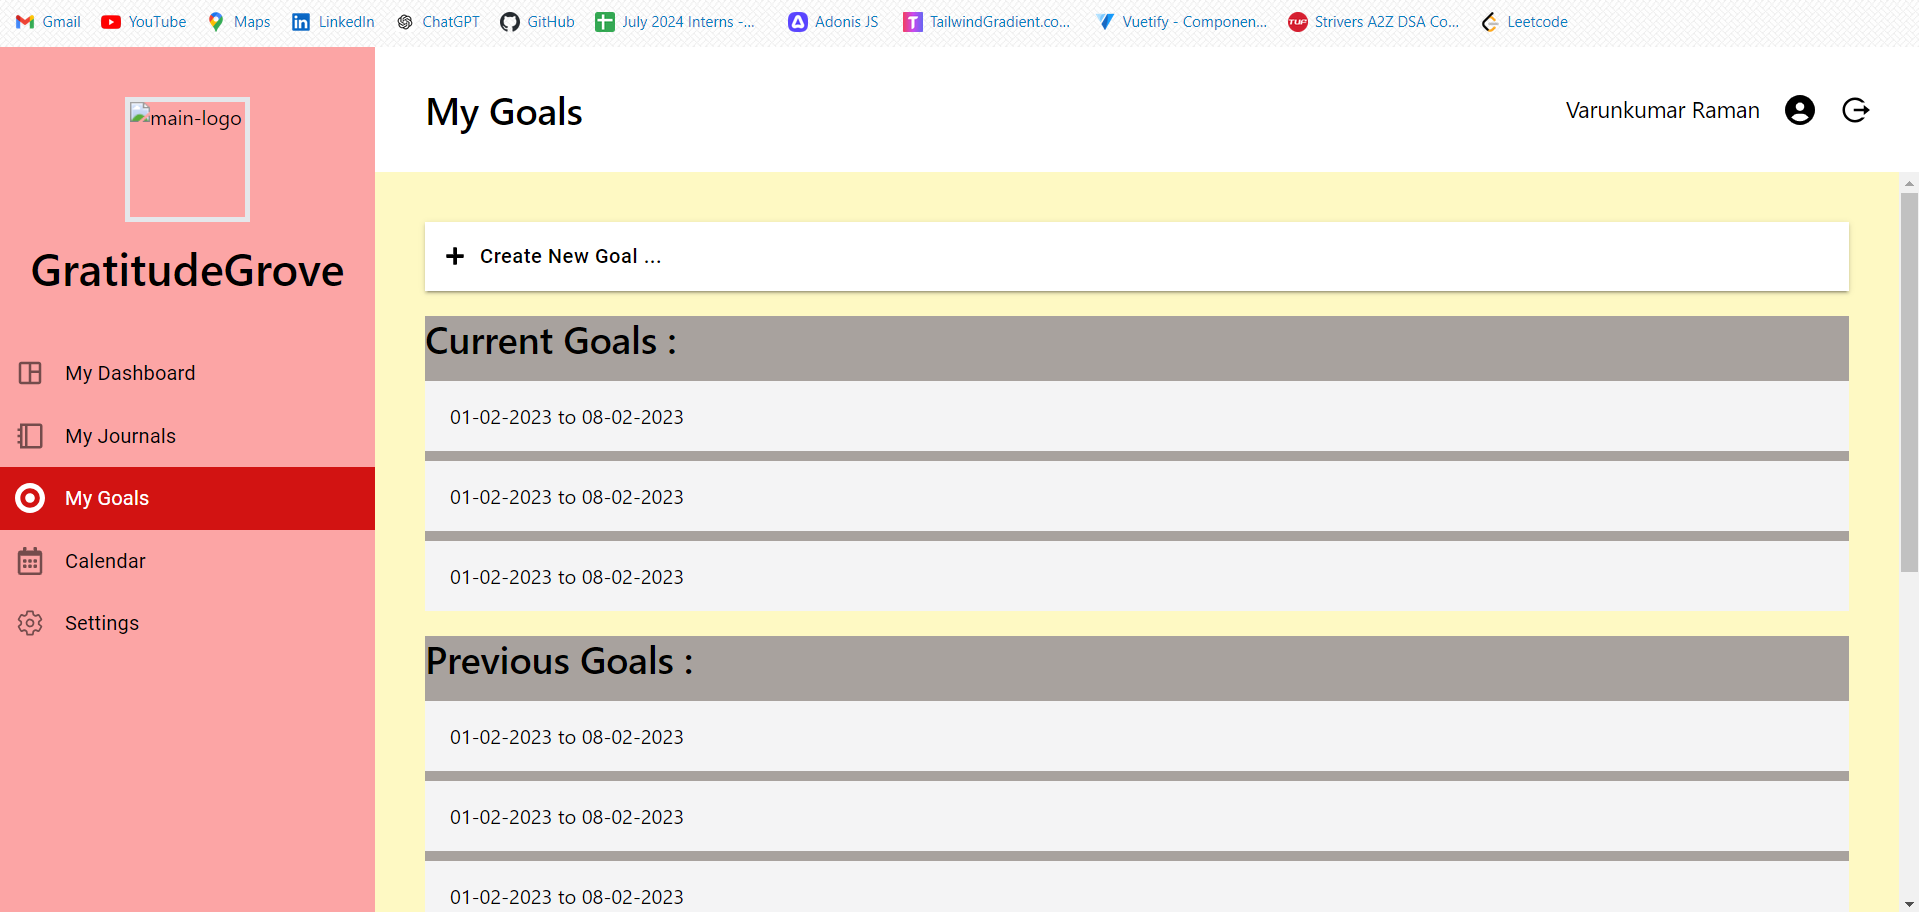 Gmail YouTube Maps LinkedIn ChatGPT GitHub July 2024 Interns -... Adonis JS TailwindGradient.co... Vuetify - Componen... TUF Strivers A2Z DSA Co... Leetcode
main-logo
GratitudeGrove
My Dashboard
My Journals
My Goals
Calendar
Settings
My Goals
Varunkumar Raman
Create New Goal ...
Current Goals :
01-02-2023 to 08-02-2023
01-02-2023 to 08-02-2023
01-02-2023 to 08-02-2023
Previous Goals :
01-02-2023 to 08-02-2023
01-02-2023 to 08-02-2023
01-02-2023 to 08-02-2023